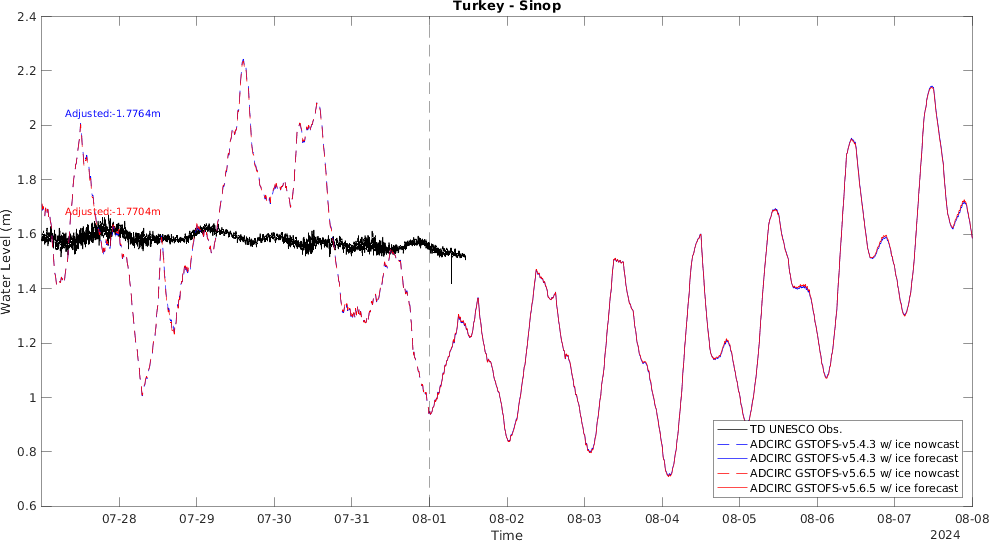 Turkey - Sinop
Water Level (m)
2.4
2.2
2
1.8
1.6
1.4
1.2
1
0.8
0.6
Adjusted:-1.7764m
Adjusted:-1.7704m
TD UNESCO Obs.
ADCIRC GSTOFS-v5.4.3 w/ ice nowcast
ADCIRC GSTOFS-v5.4.3 w/ ice forecast
ADCIRC GSTOFS-v5.6.5 w/ ice nowcast
ADCIRC GSTOFS-v5.6.5 w/ ice forecast
07-28 07-29 07-30 07-31 08-01 08-02 08-03 08-04 08-05 08-06 08-07 08-08
Time
2024